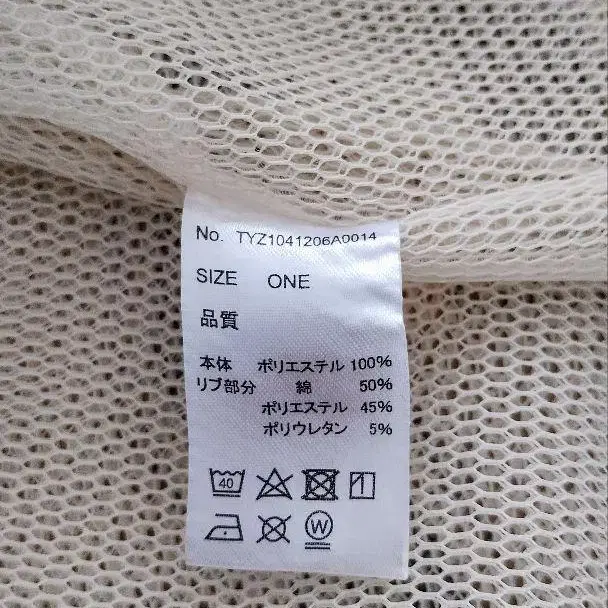 No. TYZ1041206A0014
SIZE ONE
品質
本体 ポリエステル 100%
リブ部分 綿 50%
ポリエステル 45%
ポリウレタン 5%
40
W